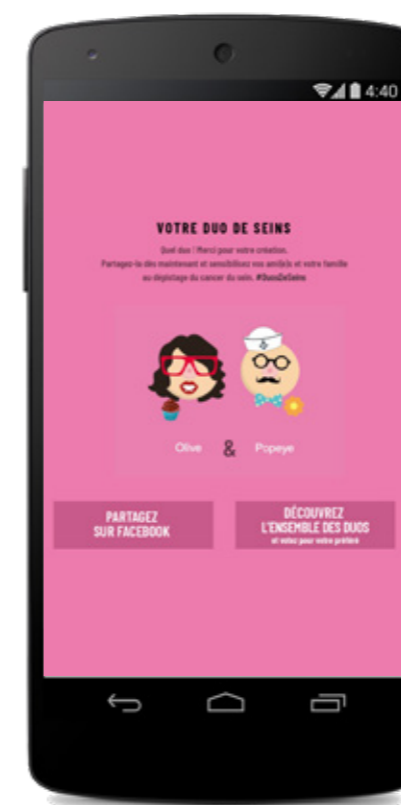 4:40
VOTRE DUO DE SEINS
Quel duo ! Merci pour votre création.
Partagez-la dès maintenant et sensibilisez vos ami(e)s et votre famille
au dépistage du cancer du sein. #DuosDeSeins
Olive & Popeye
PARTAGEZ
SUR FACEBOOK
DÉCOUVREZ
L'ENSEMBLE DES DUOS
et votez pour votre préféré